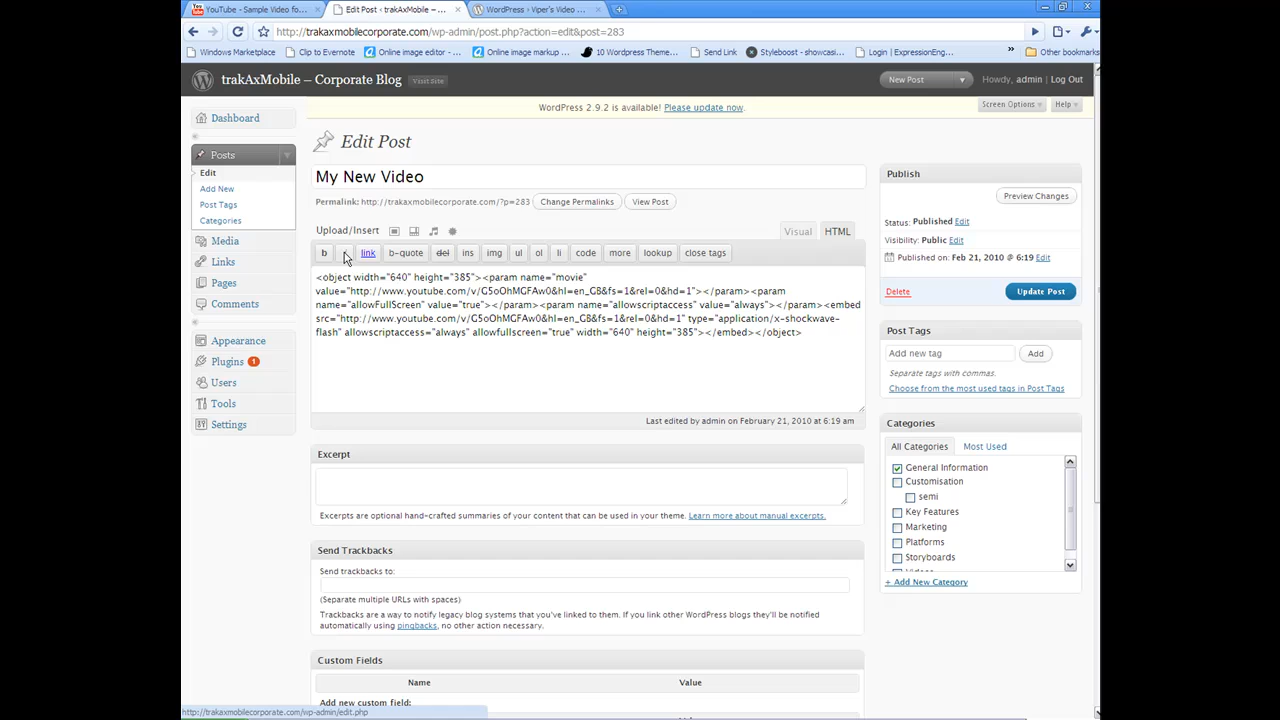 YouTube - Sample Video fo...
Edit Post ‹ trakAxMobile – ...
WordPress › Viper's Video ...
http://trakaxmobilecorporate.com/wp-admin/post.php?action=edit&post=283
Windows Marketplace
Clip to Evernote
Online image editor - ...
Online image markup ...
10 WordPress Theme...
Send Link
Styleboost - showcasi...
Login | ExpressionEng...
»
Other bookmarks
trakAxMobile – Corporate Blog
Visit Site
New Post
Howdy, admin | Log Out
WordPress 2.9.2 is available! Please update now.
Screen Options
Help
Dashboard
Posts
Edit
Add New
Post Tags
Categories
Media
Links
Pages
Comments
Appearance
Plugins 1
Users
Tools
Settings
Edit Post
My New Video
Permalink: http://trakaxmobilecorporate.com/?p=283
Change Permalinks
View Post
Upload/Insert
Visual
HTML
b
link
b-quote
del
ins
img
ul
ol
li
code
more
lookup
close tags
<object width="640" height="385"><param name="movie"
value="http://www.youtube.com/v/G5oOhMGFAw0&hl=en_GB&fs=1&rel=0&hd=1"></param><param
name="allowFullScreen" value="true"></param><param name="allowscriptaccess" value="always"></param><embed
src="http://www.youtube.com/v/G5oOhMGFAw0&hl=en_GB&fs=1&rel=0&hd=1" type="application/x-shockwave-
flash" allowscriptaccess="always" allowfullscreen="true" width="640" height="385"></embed></object>
Last edited by admin on February 21, 2010 at 6:19 am
Excerpt
Excerpts are optional hand-crafted summaries of your content that can be used in your theme. Learn more about manual excerpts.
Send Trackbacks
Send trackbacks to:
(Separate multiple URLs with spaces)
Trackbacks are a way to notify legacy blog systems that you've linked to them. If you link other WordPress blogs they'll be notified
automatically using pingbacks, no other action necessary.
Custom Fields
Name
Value
Add new custom field:
Publish
Preview Changes
Status: Published Edit
Visibility: Public Edit
Published on: Feb 21, 2010 @ 6:19 Edit
Delete
Update Post
Post Tags
Add new tag
Add
Separate tags with commas.
Choose from the most used tags in Post Tags
Categories
All Categories
Most Used
General Information
Customisation
semi
Key Features
Marketing
Platforms
Storyboards
+ Add New Category
http://trakaxmobilecorporate.com/wp-admin/edit.php